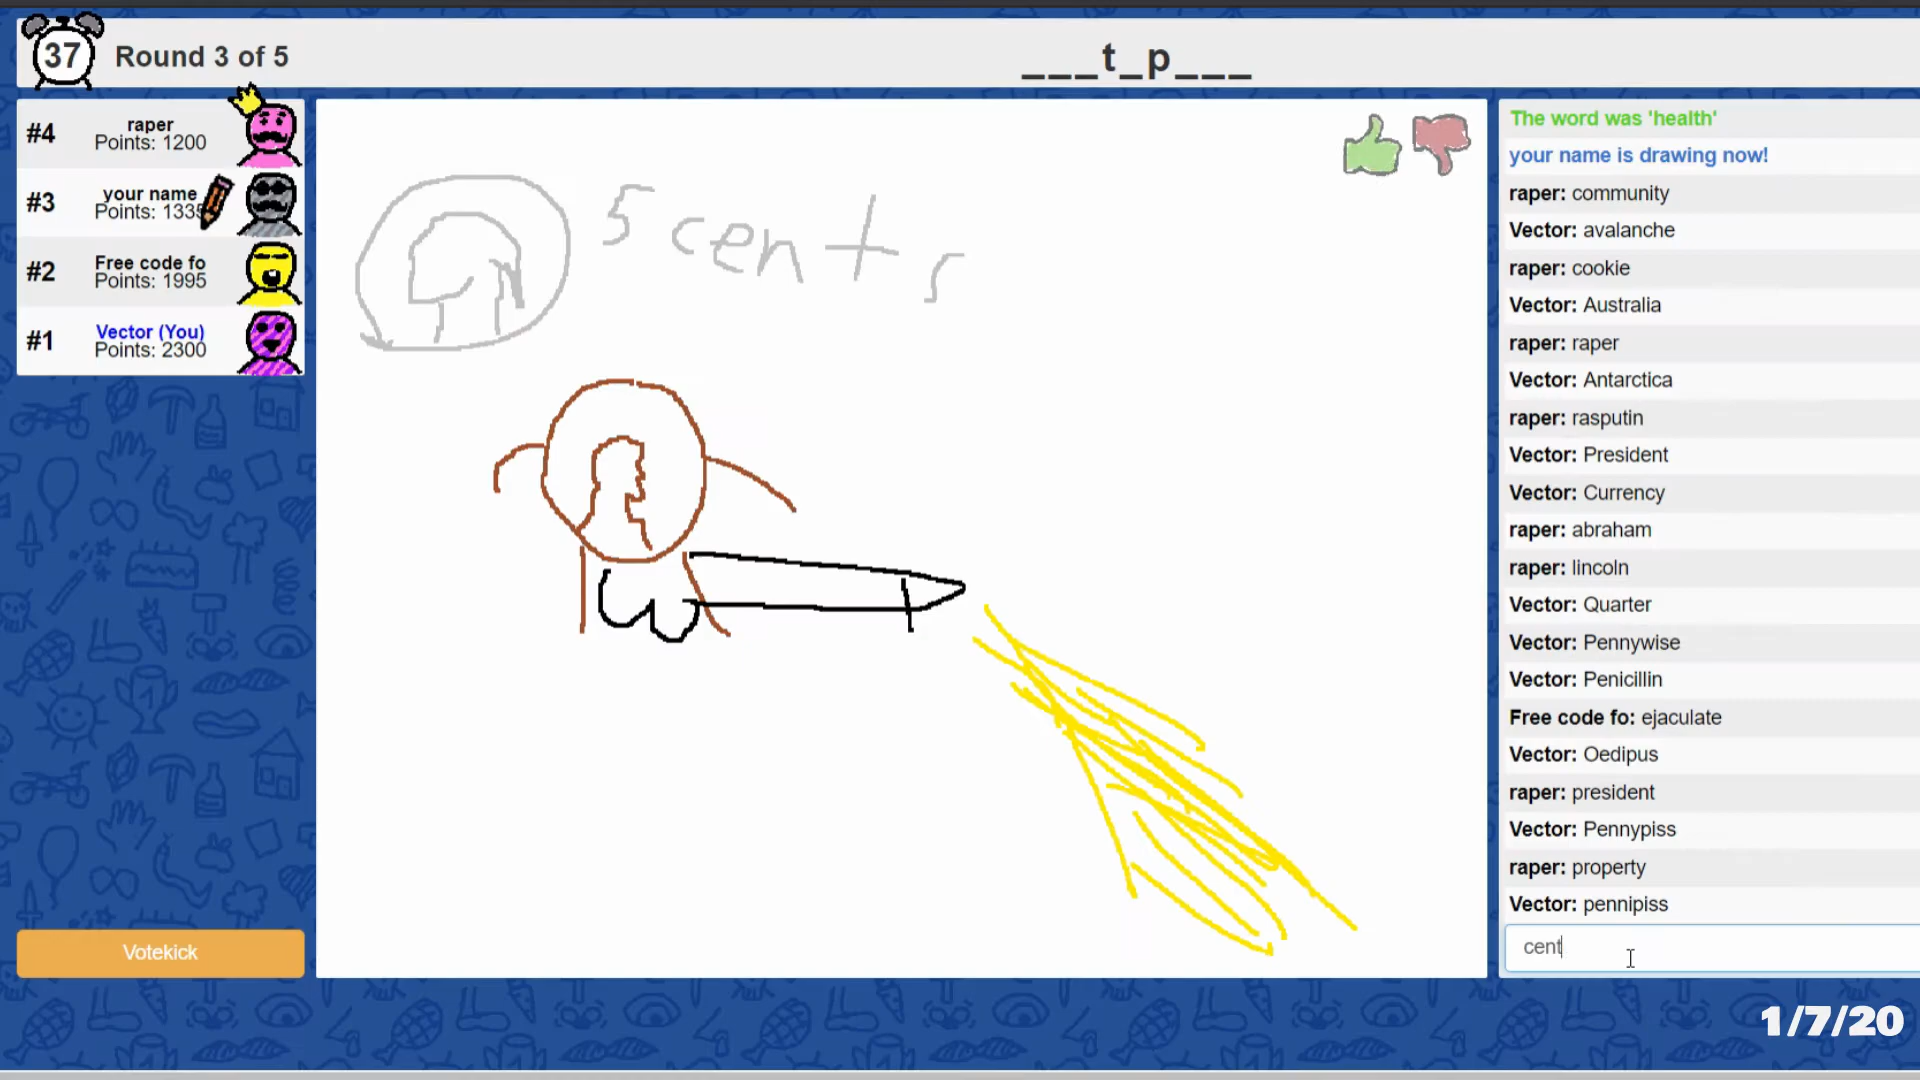 37
Round 3 of 5
___t_p___
#4
raper
Points: 1200
#3
your name
Points: 1335
#2
Free code fo
Points: 1995
#1
Vector (You)
Points: 2300
Votekick
5 cents
The word was 'health'
your name is drawing now!
raper: community
Vector: avalanche
raper: cookie
Vector: Australia
raper: raper
Vector: Antarctica
raper: rasputin
Vector: President
Vector: Currency
raper: abraham
raper: lincoln
Vector: Quarter
Vector: Pennywise
Vector: Penicillin
Free code fo: ejaculate
Vector: Oedipus
raper: president
Vector: Pennypiss
raper: property
Vector: pennipiss
cent
1/7/20